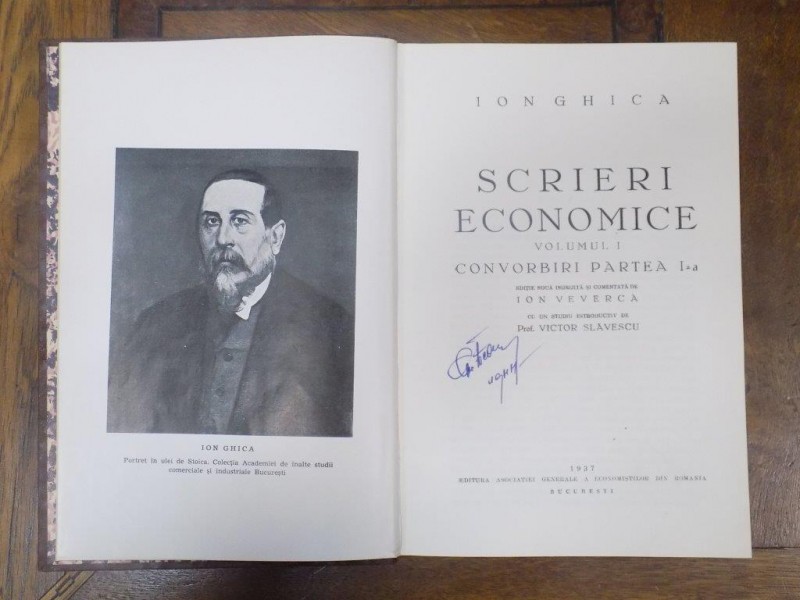 ION GHICA
Portret în ulei de Stoica. Colecția Academiei de înalte studii
comerciale și industriale București
ION GHICA
SCRIERI
ECONOMICE
VOLUMUL I
CONVORBIRI PARTEA I-a
EDIȚIE NOUĂ ÎNGRIJITĂ ȘI COMENTATĂ DE
ION VEVERCA
CU UN STUDIU INTRODUCTIV DE
Prof. VICTOR SLĂVESCU
1937
EDITURA ASOCIAȚIEI GENERALE A ECONOMIȘTILOR DIN ROMANIA
BUCUREȘTI